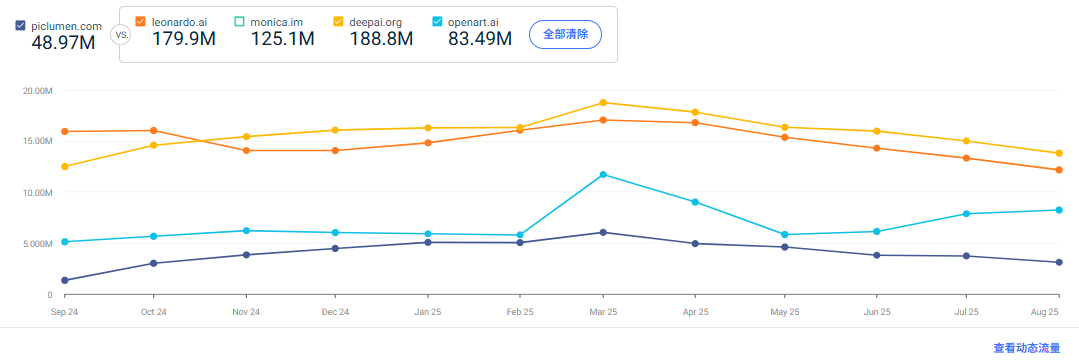 piclumen.com
48.97M
VS.
leonardo.ai
179.9M
monica.im
125.1M
deepai.org
188.8M
openart.ai
83.49M
全部清除
20.00M
15.00M
10.00M
5.000M
0
Sep 24 Oct 24 Nov 24 Dec 24 Jan 25 Feb 25 Mar 25 Apr 25 May 25 Jun 25 Jul 25 Aug 25
查看动态流量